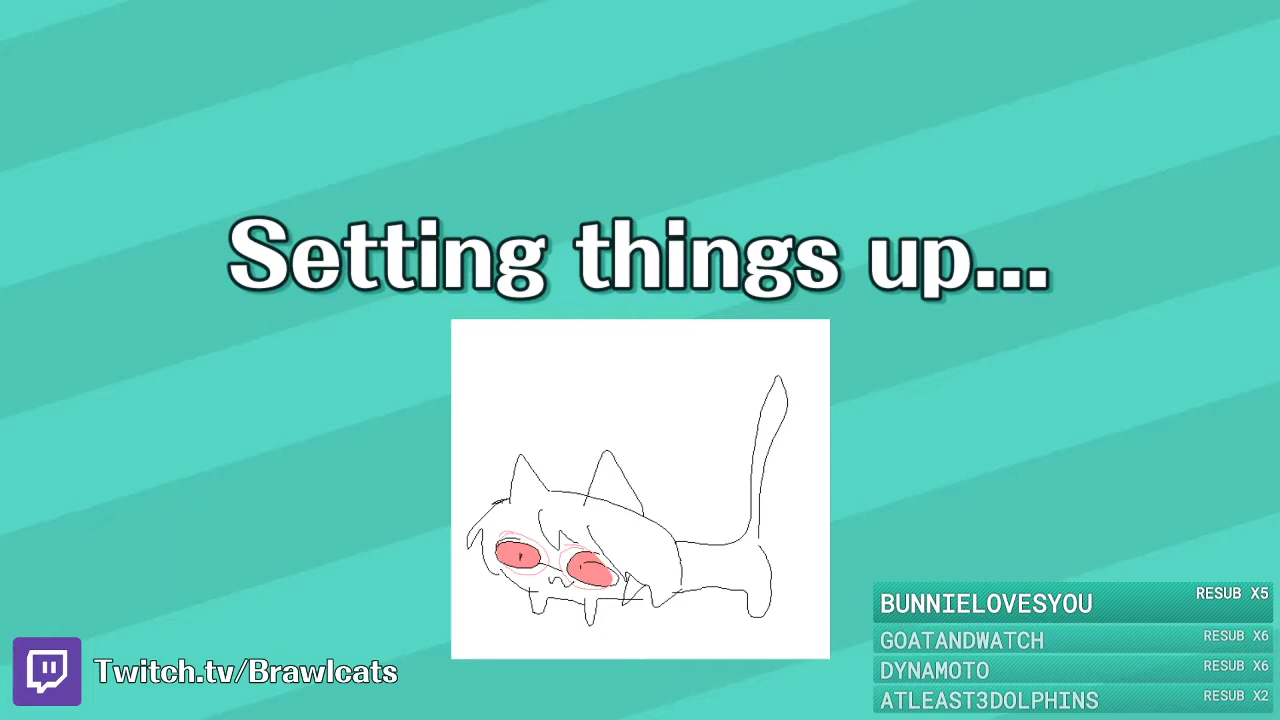 Setting things up...
BUNNIELOVESYOU RESUB X5
GOATANDWATCH RESUB X6
DYNAMOTO RESUB X6
ATLEAST3DOLPHINS RESUB X2
Twitch.tv/Brawlcats